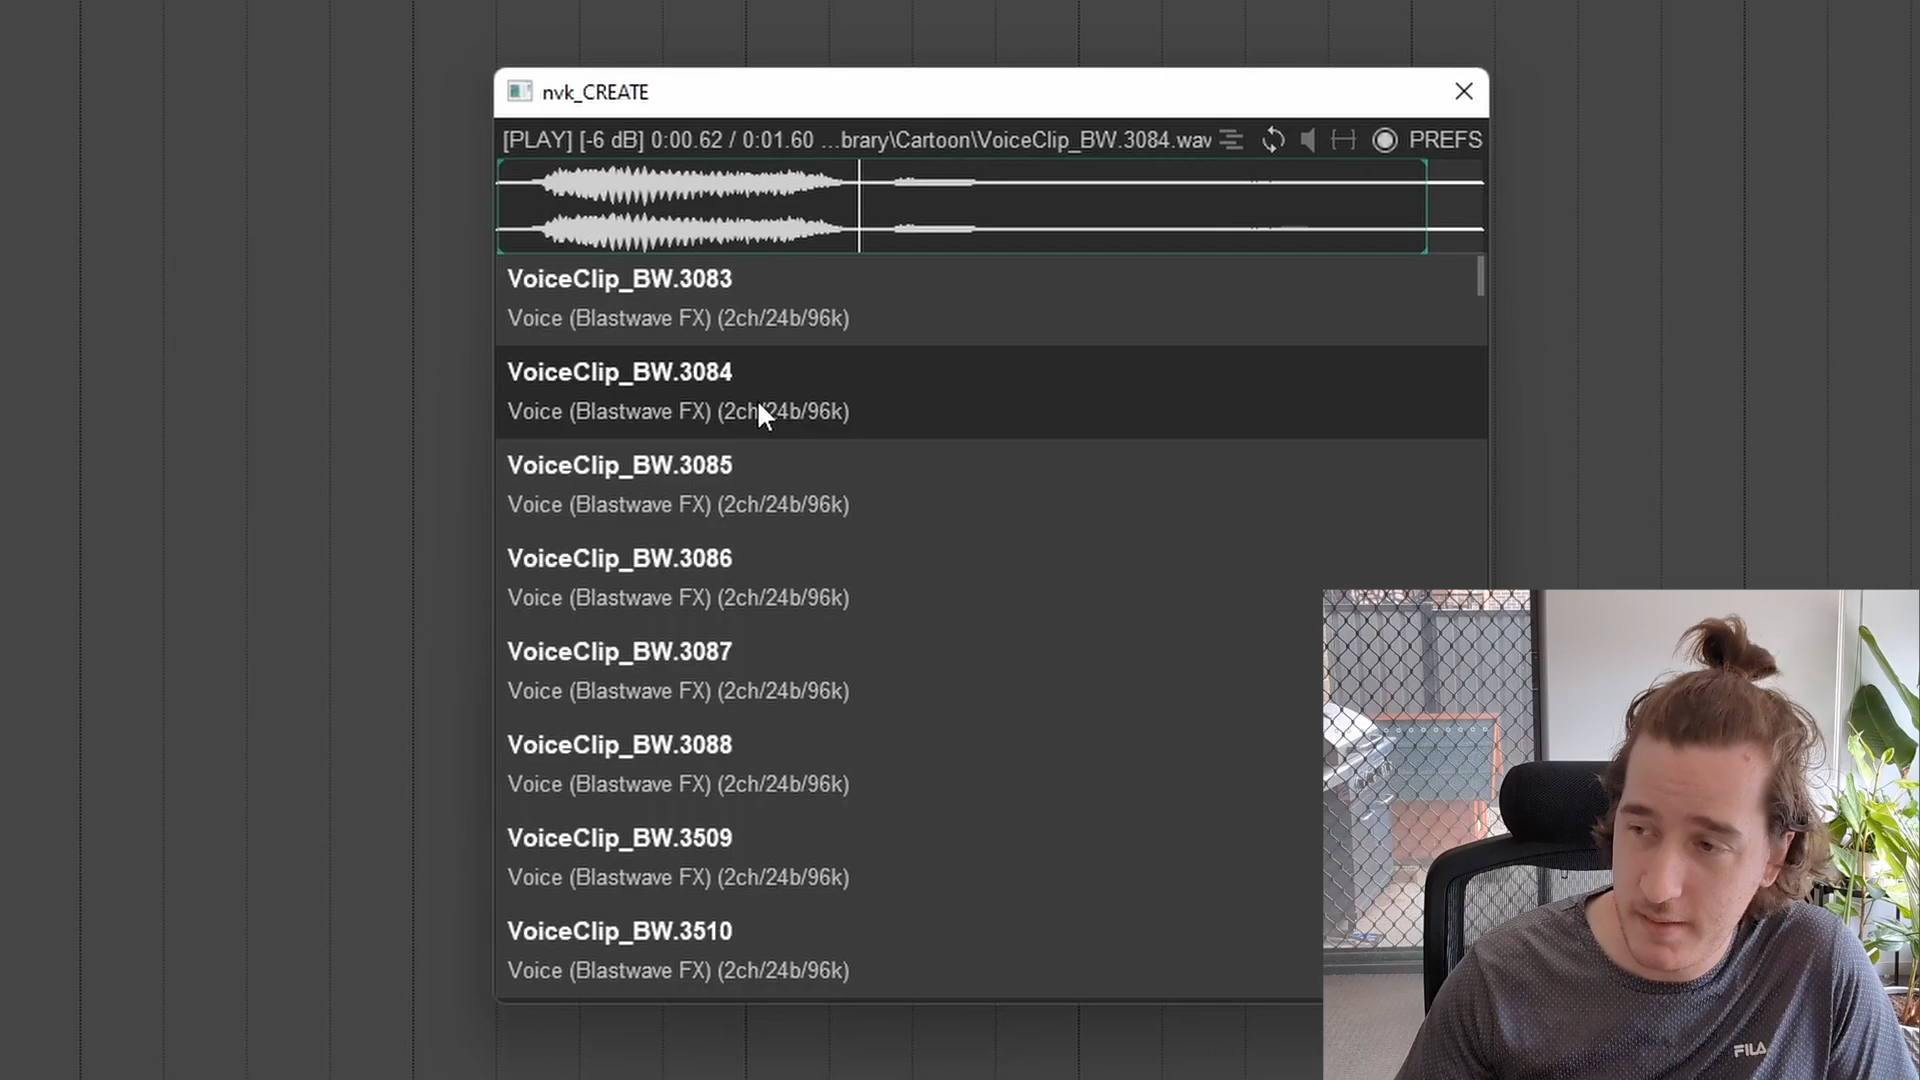 nvk_CREATE
[PLAY] [-6 dB] 0:00.62 / 0:01.60 ...brary\Cartoon\VoiceClip_BW.3084.wav PREFS
VoiceClip_BW.3083
Voice (Blastwave FX) (2ch/24b/96k)
VoiceClip_BW.3084
Voice (Blastwave FX) (2ch/24b/96k)
VoiceClip_BW.3085
Voice (Blastwave FX) (2ch/24b/96k)
VoiceClip_BW.3086
Voice (Blastwave FX) (2ch/24b/96k)
VoiceClip_BW.3087
Voice (Blastwave FX) (2ch/24b/96k)
VoiceClip_BW.3088
Voice (Blastwave FX) (2ch/24b/96k)
VoiceClip_BW.3509
Voice (Blastwave FX) (2ch/24b/96k)
VoiceClip_BW.3510
Voice (Blastwave FX) (2ch/24b/96k)
FILA